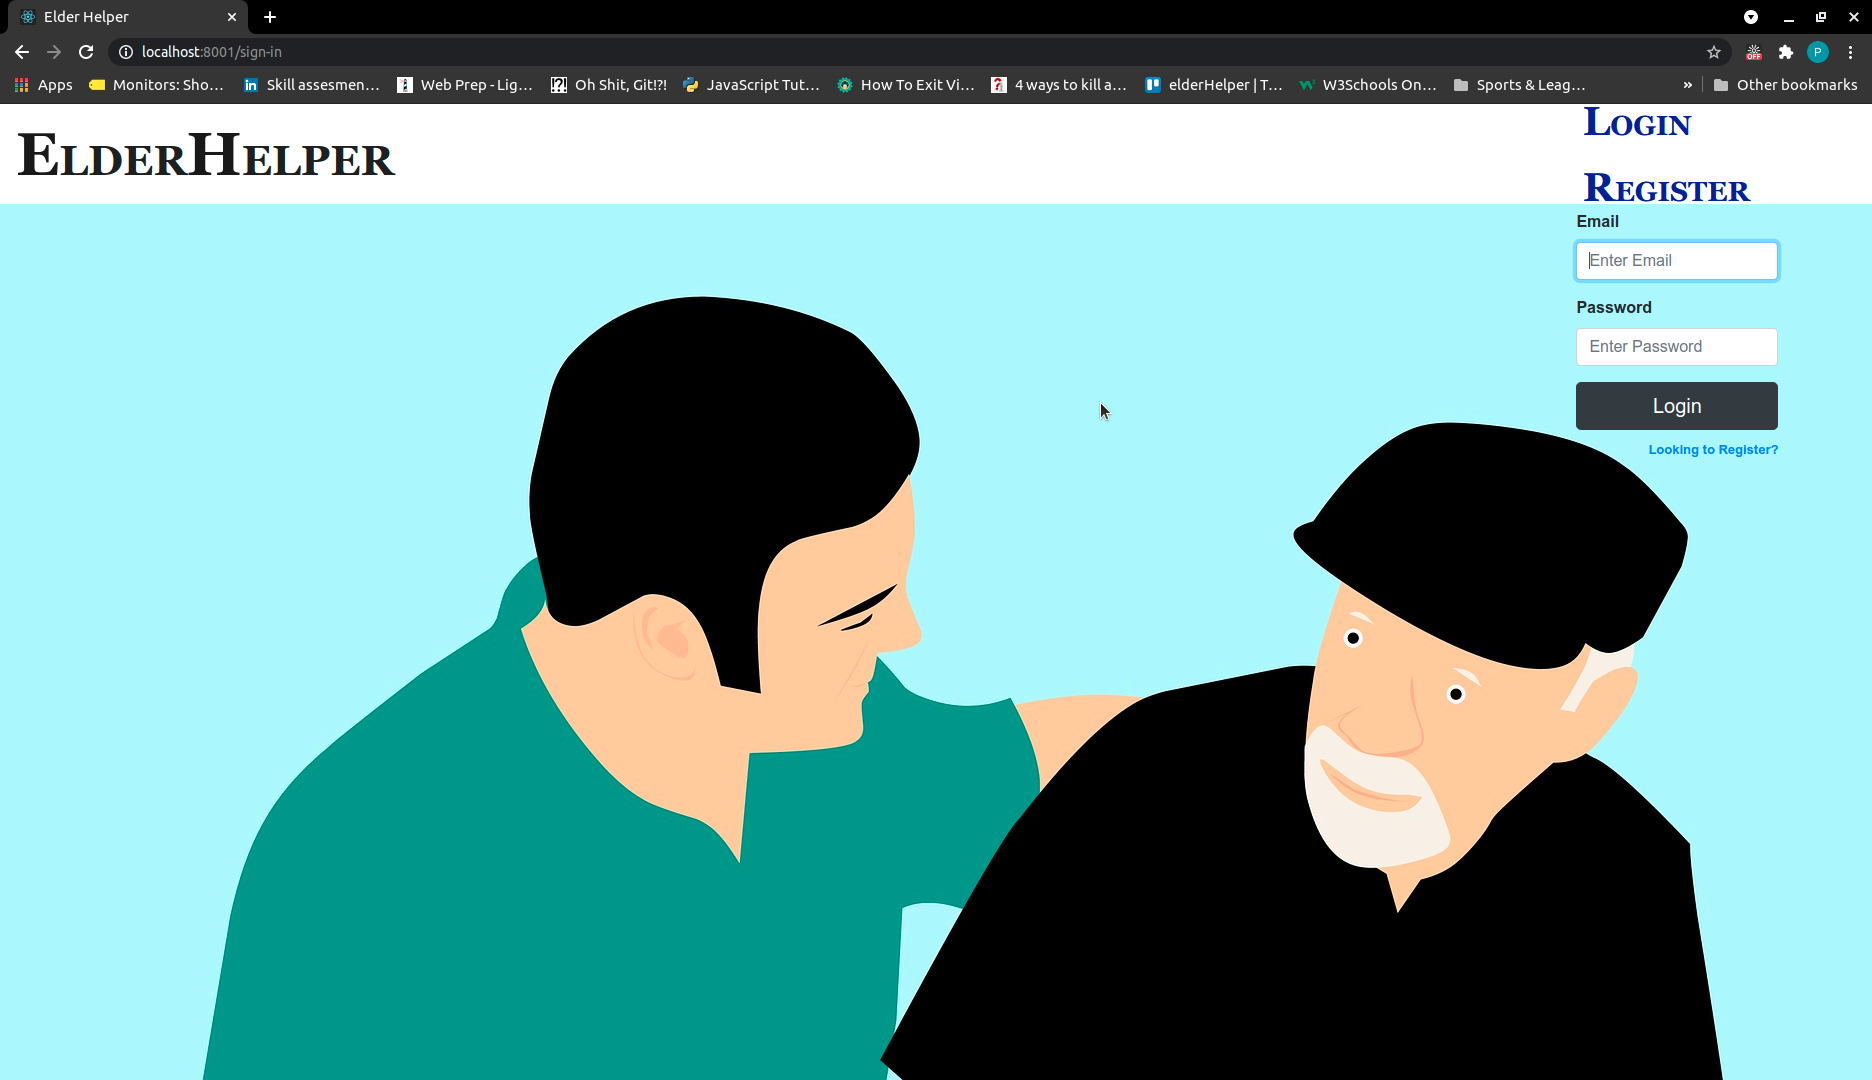 Elder Helper
localhost:8001/sign-in
Apps Monitors: Sho... Skill assesmen... Web Prep - Lig... Oh Shit, Git!?! JavaScript Tut... How To Exit Vi... 4 ways to kill a... elderHelper | T... W3Schools On... Sports & Leag... » Other bookmarks
OFF
P
ElderHelper
Login
Register
Email
Enter Email
Password
Enter Password
Login
Looking to Register?